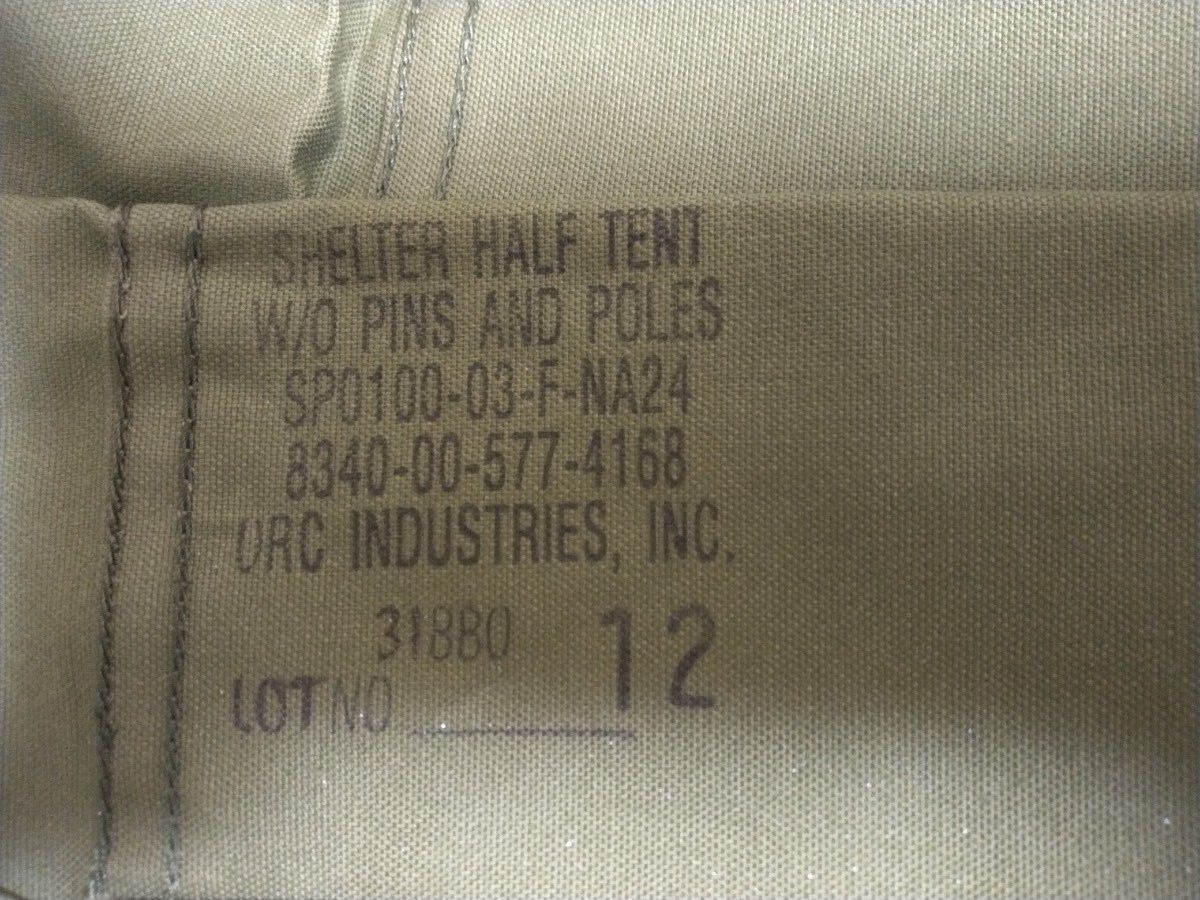 SHELTER HALF TENT
W/O PINS AND POLES
SP0100-03-F-NA24
8340-00-577-4168
ORC INDUSTRIES, INC.
31880
LOT NO 12